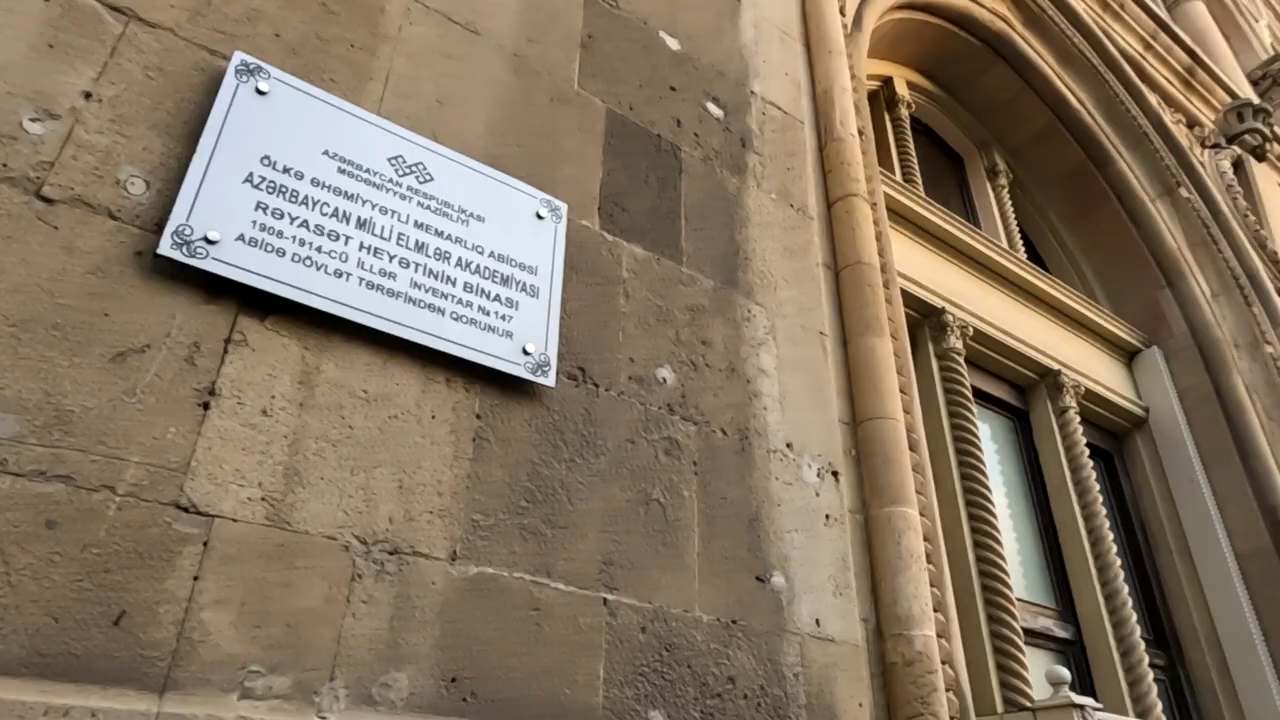 AZƏRBAYCAN RESPUBLİKASI
MƏDƏNİYYƏT NAZİRLİYİ
ÖLKƏ ƏHƏMİYYƏTLİ MEMARLIQ ABİDƏSİ
AZƏRBAYCAN MİLLİ ELMLƏR AKADEMİYASI
RƏYASƏT HEYƏTİNİN BİNASI
1908-1914-CÜ İLLƏR İNVENTAR № 147
ABİDƏ DÖVLƏT TƏRƏFİNDƏN QORUNUR